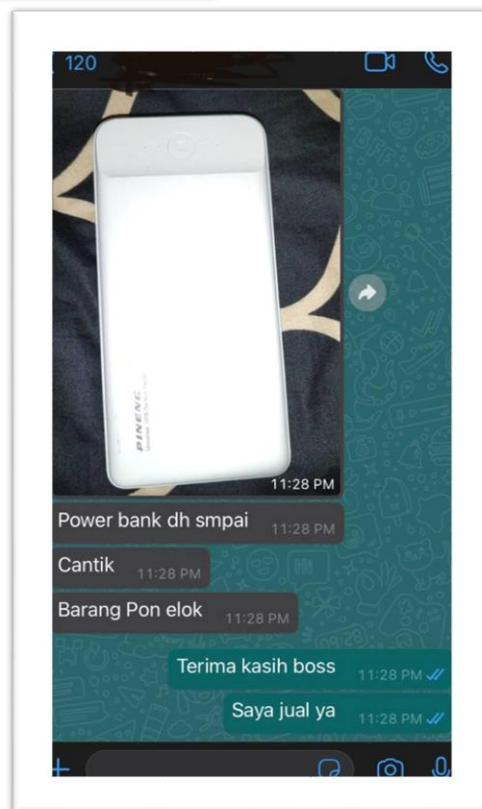 120
PINENG
11:28 PM
Power bank dh smpai 11:28 PM
Cantik 11:28 PM
Barang Pon elok 11:28 PM
Terima kasih boss 11:28 PM
Saya jual ya 11:28 PM